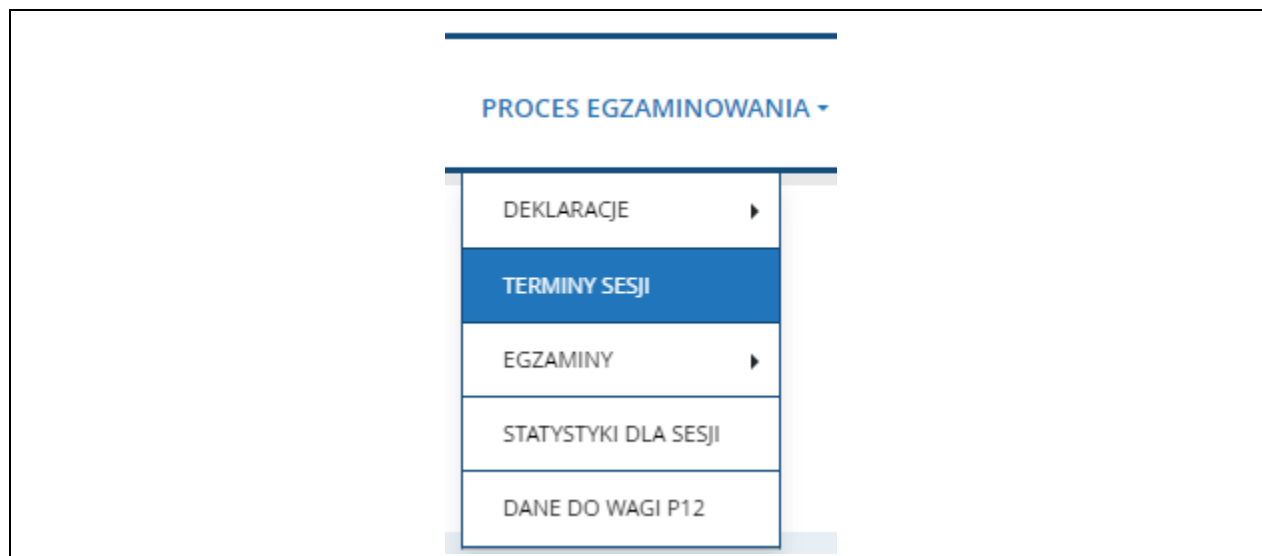 PROCES EGZAMINOWANIA
DEKLARACJE
TERMINY SESJI
EGZAMINY
STATYSTYKI DLA SESJI
DANE DO WAGI P12